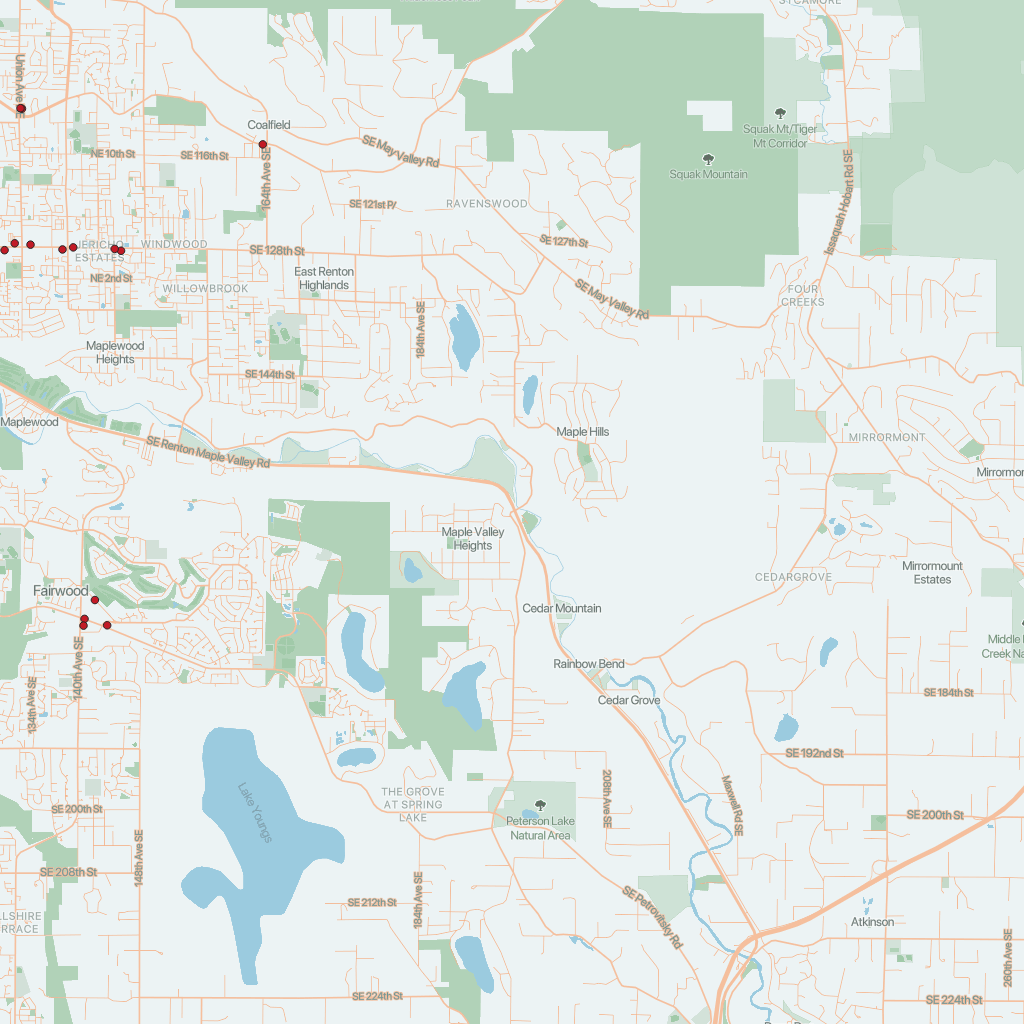 SYCAMORE
Union Ave NE
Coalfield
Squak Mt/Tiger
Mt Corridor
SE May Valley Rd
NE 10th St
SE 116th St
Squak Mountain
164th Ave SE
Issaquah Hobart Rd SE
SE 121st Pl
RAVENSWOOD
JERICHO
ESTATES
WINDWOOD
SE 128th St
SE 127th St
NE 2nd St
East Renton
Highlands
WILLOWBROOK
SE May Valley Rd
FOUR
CREEKS
184th Ave SE
Maplewood
Heights
SE 144th St
Maplewood
Maple Hills
MIRRORMONT
SE Renton Maple Valley Rd
Maple Valley
Heights
CEDARGROVE
Mirrormont
Estates
Fairwood
Cedar Mountain
140th Ave SE
Rainbow Bend
134th Ave SE
Cedar Grove
SE 184th St
SE 192nd St
Lake Youngs
THE GROVE
AT SPRING
LAKE
208th Ave SE
Maxwell Rd SE
SE 200th St
Peterson Lake
Natural Area
SE 200th St
148th Ave SE
SE 208th St
184th Ave SE
SE 212th St
SE Petrovitsky Rd
Atkinson
260th Ave SE
SE 224th St
SE 224th St